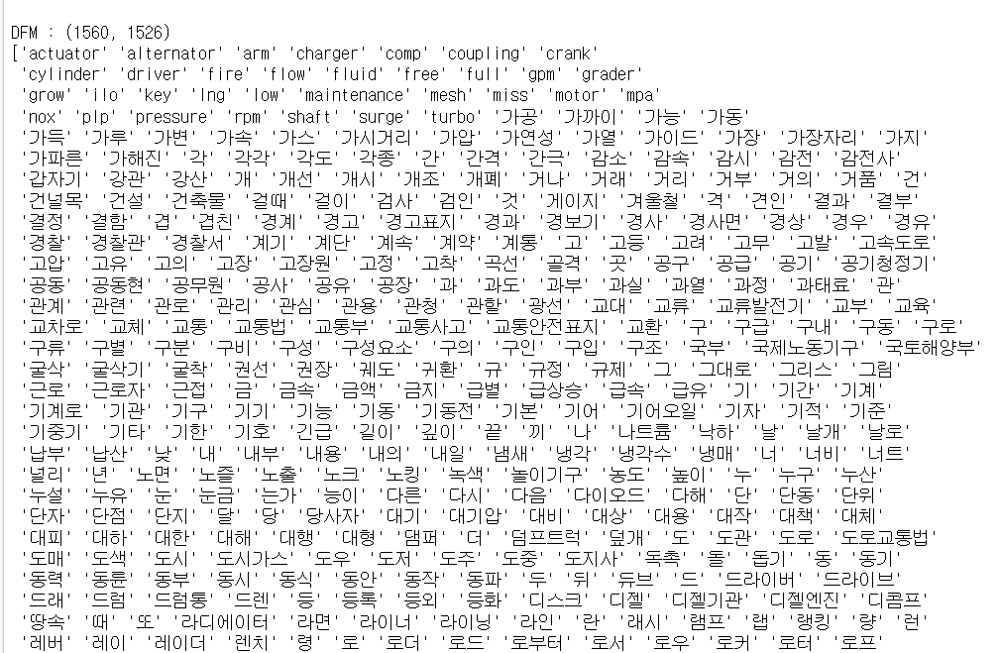 DFM : (1560, 1526)
['actuator' 'alternator' 'arm' 'charger' 'comp' 'coupling' 'crank'
'cylinder' 'driver' 'fire' 'flow' 'fluid' 'free' 'full' 'gpm' 'grader'
'grow' 'ilo' 'key' 'lng' 'low' 'maintenance' 'mesh' 'miss' 'motor' 'mpa'
'nox' 'plp' 'pressure' 'rpm' 'shaft' 'surge' 'turbo' '가공' '가까이' '가능' '가동'
'가득' '가루' '가변' '가속' '가스' '가시거리' '가압' '가연성' '가열' '가이드' '가장' '가장자리' '가지'
'가파른' '가해진' '각' '각각' '각도' '각종' '간' '간격' '간극' '감소' '감속' '감시' '감전' '감전사'
'갑자기' '강관' '강산' '개' '개선' '개시' '개조' '개폐' '거나' '거래' '거리' '거부' '거의' '거품' '건'
'건널목' '건설' '건축물' '걸때' '걸이' '검사' '검인' '것' '게이지' '겨울철' '격' '견인' '결과' '결부'
'결정' '결함' '겹' '겹친' '경계' '경고' '경고표지' '경과' '경보기' '경사' '경사면' '경상' '경우' '경유'
'경찰' '경찰관' '경찰서' '계기' '계단' '계속' '계약' '계통' '고' '고등' '고려' '고무' '고발' '고속도로'
'고압' '고유' '고의' '고장' '고장원' '고정' '고착' '곡선' '골격' '곳' '공구' '공급' '공기' '공기청정기'
'공동' '공동현' '공무원' '공사' '공유' '공장' '과' '과도' '과부' '과실' '과열' '과정' '과태료' '관'
'관계' '관련' '관로' '관리' '관심' '관용' '관청' '관할' '광선' '교대' '교류' '교류발전기' '교부' '교육'
'교차로' '교체' '교통' '교통법' '교통부' '교통사고' '교통안전표지' '교환' '구' '구급' '구내' '구동' '구로'
'구류' '구별' '구분' '구비' '구성' '구성요소' '구의' '구인' '구입' '구조' '국부' '국제노동기구' '국토해양부'
'굴삭' '굴삭기' '굴착' '권선' '권장' '궤도' '귀환' '규' '규정' '규제' '그' '그대로' '그리스' '그림'
'근로' '근로자' '근접' '금' '금속' '금액' '금지' '급별' '급상승' '급속' '급유' '기' '기간' '기계'
'기계로' '기관' '기구' '기기' '기능' '기동' '기동전' '기본' '기어' '기어오일' '기자' '기적' '기준'
'기중기' '기타' '기한' '기호' '긴급' '길이' '깊이' '끝' '끼' '나' '나트륨' '낙하' '날' '날개' '날로'
'납부' '납산' '낮' '내' '내부' '내용' '내의' '내일' '냄새' '냉각' '냉각수' '냉매' '너' '너비' '너트'
'널리' '년' '노면' '노즐' '노출' '노크' '노킹' '녹색' '놀이기구' '농도' '높이' '누' '누구' '누산'
'누설' '누유' '눈' '눈금' '는가' '능이' '다른' '다시' '다음' '다이오드' '다해' '단' '단동' '단위'
'단자' '단점' '단지' '달' '당' '당사자' '대기' '대기압' '대비' '대상' '대용' '대작' '대책' '대체'
'대피' '대하' '대한' '대해' '대행' '대형' '댐퍼' '더' '덤프트럭' '덮개' '도' '도관' '도로' '도로교통법'
'도매' '도색' '도시' '도시가스' '도우' '도저' '도주' '도중' '도지사' '독촉' '돌' '돕기' '동' '동기'
'동력' '동륜' '동부' '동시' '동식' '동안' '동작' '동파' '두' '뒤' '듀브' '드' '드라이버' '드라이브'
'드래' '드럼' '드럼통' '드렌' '등' '등록' '등외' '등화' '디스크' '디젤' '디젤기관' '디젤엔진' '디콤프'
'땅속' '때' '또' '라디에이터' '라면' '라이너' '라이닝' '라인' '란' '래시' '램프' '랩' '랭킹' '량' '런'
'레버' '레이' '레이더' '렌치' '령' '로' '로더' '로드' '로부터' '로서' '로우' '로커' '로터' '로프'